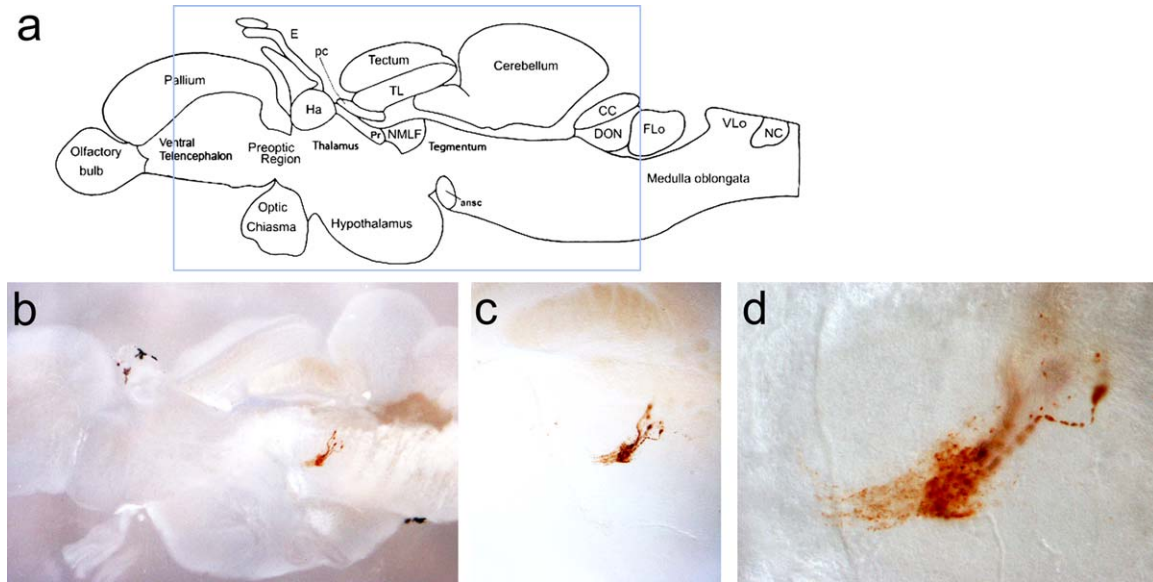 a
E
pc
Tectum
Cerebellum
Pallium
TL
Ha
CC
Pr
NMLF
DON
FLo
VLo
NC
Olfactory
bulb
Ventral
Telencephalon
Preoptic
Region
Thalamus
Tegmentum
Medulla oblongata
ansc
Optic
Chiasma
Hypothalamus
b
c
d